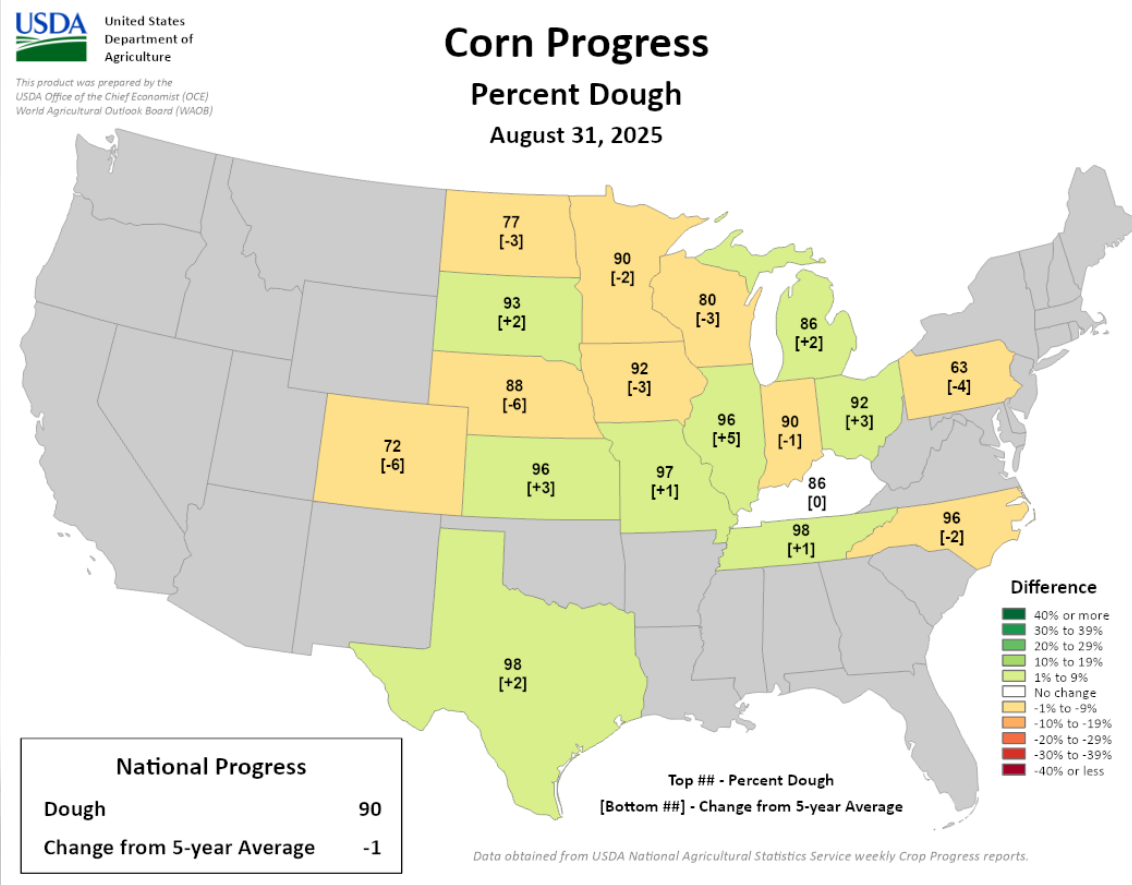 USDA
United States
Department of
Agriculture
This product was prepared by the
USDA Office of the Chief Economist (OCE)
World Agricultural Outlook Board (WAOB)
Corn Progress
Percent Dough
August 31, 2025
77
[-3]
90
[-2]
93
[+2]
80
[-3]
86
[+2]
92
[-3]
63
[-4]
88
[-6]
92
[+3]
96
[+5]
90
[-1]
72
[-6]
96
[+3]
97
[+1]
86
[0]
98
[+1]
96
[-2]
98
[+2]
Difference
40% or more
30% to 39%
20% to 29%
10% to 19%
1% to 9%
No change
-1% to -9%
-10% to -19%
-20% to -29%
-30% to -39%
-40% or less
National Progress
Dough 90
Change from 5-year Average -1
Top ## - Percent Dough
[Bottom ##] - Change from 5-year Average
Data obtained from USDA National Agricultural Statistics Service weekly Crop Progress reports.